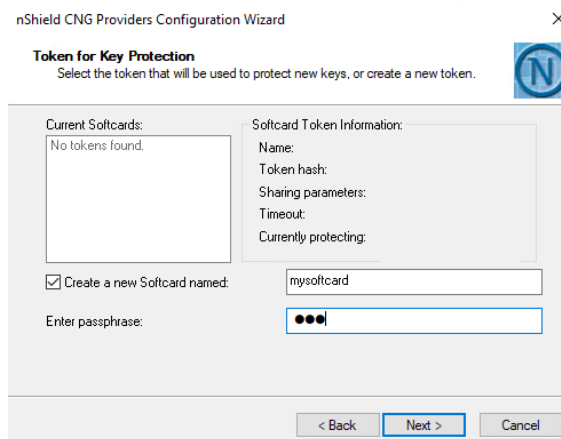 nShield CNG Providers Configuration Wizard
Token for Key Protection
Select the token that will be used to protect new keys, or create a new token.
N
Current Softcards:
No tokens found.
Softcard Token Information:
Name:
Token hash:
Sharing parameters:
Timeout:
Currently protecting:
Create a new Softcard named:
mysoftcard
Enter passphrase:
●●●
< Back
Next >
Cancel